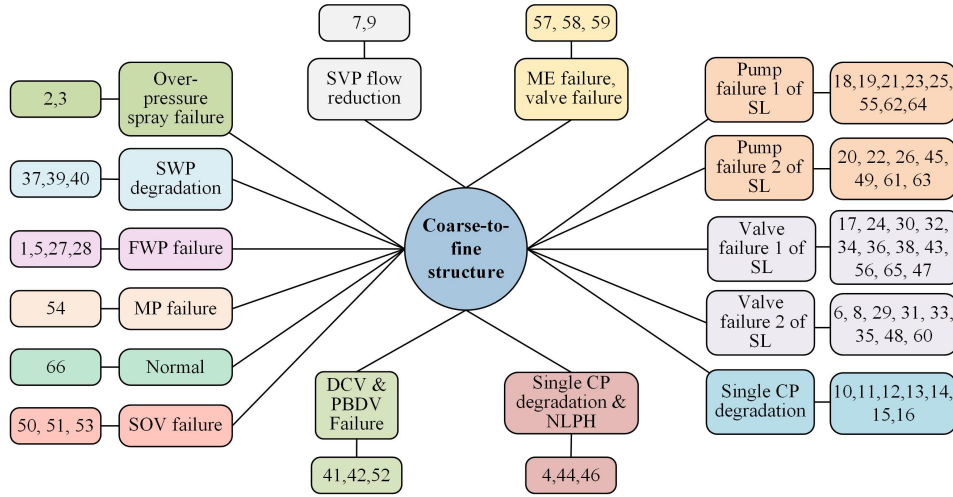 7,9
SVP flow
reduction
57, 58, 59
ME failure,
valve failure
2,3
Over-
pressure
spray failure
37,39,40
SWP
degradation
1,5,27,28
FWP failure
54
MP failure
66
Normal
50, 51, 53
SOV failure
Coarse-to-
fine
structure
DCV &
PBDV
Failure
41,42,52
Single CP
degradation &
NLPH
4,44,46
Pump
failure 1 of
SL
18,19,21,23,25,
55,62,64
Pump
failure 2 of
SL
20, 22, 26, 45,
49, 61, 63
Valve
failure 1 of
SL
17, 24, 30, 32,
34, 36, 38, 43,
56, 65, 47
Valve
failure 2 of
SL
6, 8, 29, 31, 33,
35, 48, 60
Single CP
degradation
10,11,12,13,14,
15,16